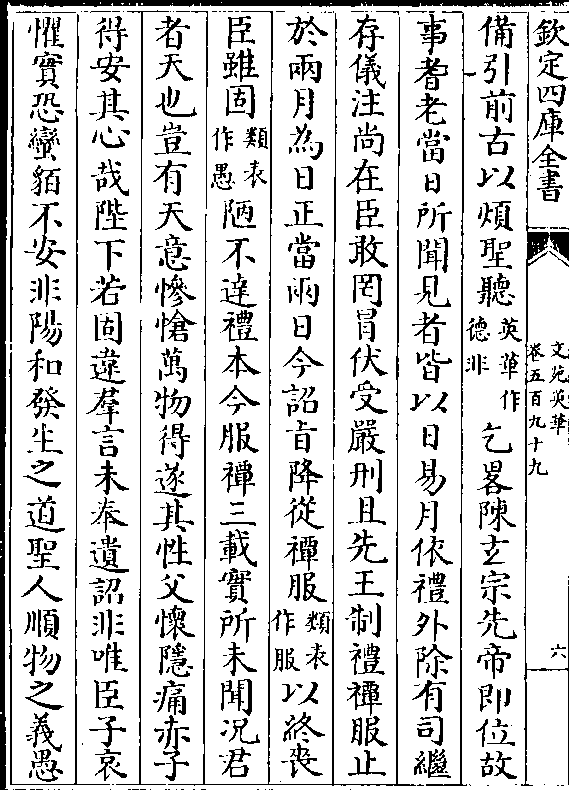 欽定四庫全書
文苑英華
卷五百九十九
六
備引前古以煩聖聽英華作德非乞畧陳𤣥宗先帝即位故
事耆老當日所聞見者皆以日易月依禮外除有司繼
存儀注尚在臣敢罔冒伏受嚴刑且先王制禮禫服止
於兩月為日正當兩日今詔旨降從禫服類表作服以終喪
臣雖固類表作愚陋不達禮本今服禫三載實所未聞况君
者天也豈有天意慘愴萬物得遂其性父懷隱痛亦子
得安其心哉陛下若固違羣言未奉遺詔非唯臣子哀
懼實恐蠻貊不安非陽和發生之道聖人順物之義愚